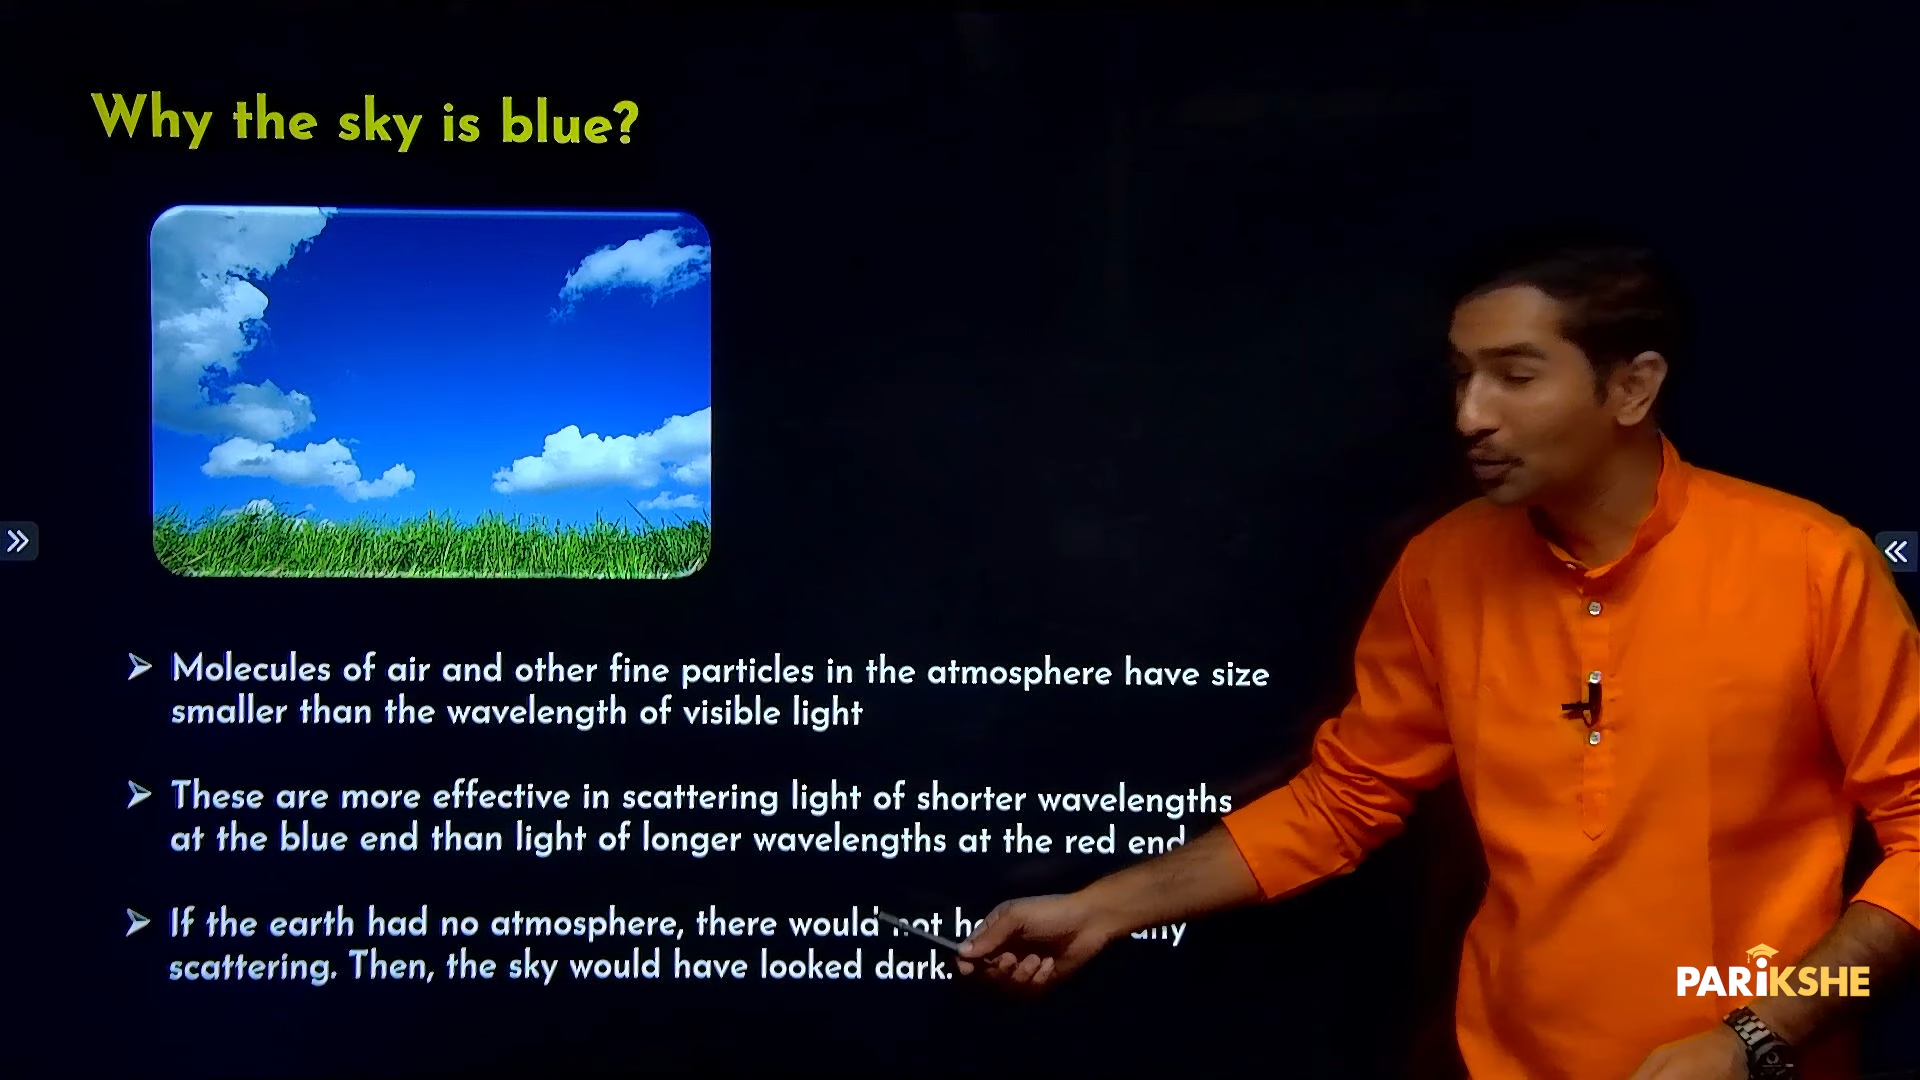 Why the sky is blue?
Molecules of air and other fine particles in the atmosphere have size
smaller than the wavelength of visible light
These are more effective in scattering light of shorter wavelengths
at the blue end than light of longer wavelengths at the red end
If the earth had no atmosphere, there would not any
scattering. Then, the sky would have looked dark.
PARiKSHE